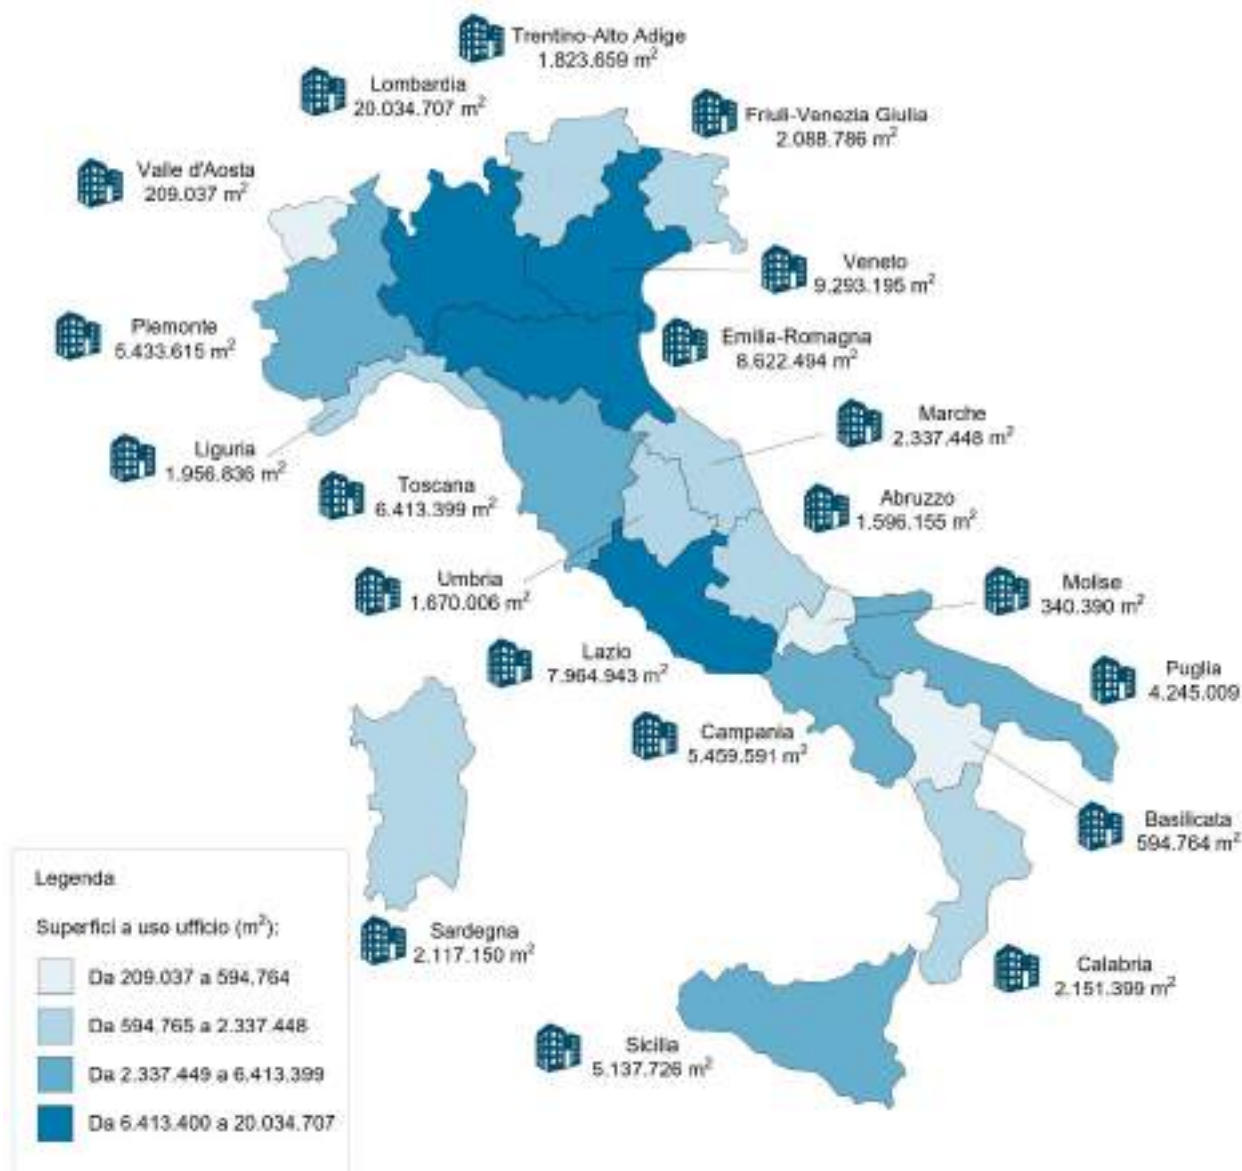 Trentino-Alto Adige
1.823.659 m²
Lombardia
20.034.707 m²
Friuli-Venezia Giulia
2.088.786 m²
Valle d'Aosta
209.037 m²
Veneto
9.293.195 m²
Piemonte
5.433.615 m²
Emilia-Romagna
8.622.494 m²
Marche
2.337.448 m²
Liguria
1.956.836 m²
Toscana
6.413.399 m²
Abruzzo
1.596.155 m²
Umbria
1.670.006 m²
Molise
340.390 m²
Lazio
7.964.943 m²
Puglia
4.245.009
Campania
5.459.591 m²
Basilicata
594.764 m²
Sardegna
2.117.150 m²
Calabria
2.151.399 m²
Sicilia
5.137.726 m²
Legenda
Superfici a uso ufficio (m²):
Da 209.037 a 594.764
Da 594.765 a 2.337.448
Da 2.337.449 a 6.413.399
Da 6.413.400 a 20.034.707